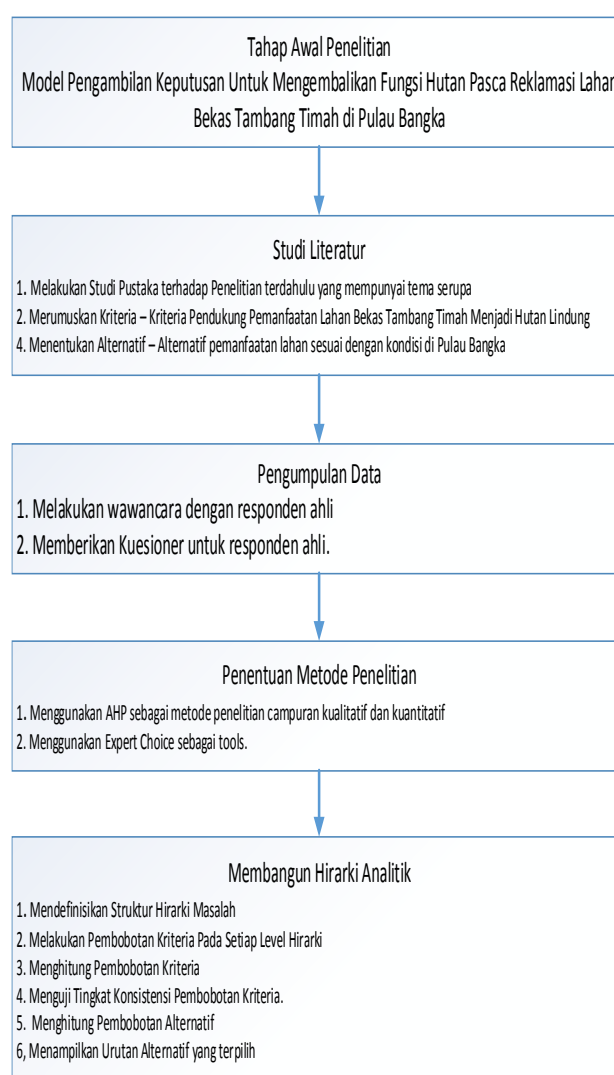 Tahap Awal Penelitian
Model Pengambilan Keputusan Untuk Mengembalikan Fungsi Hutan Pasca Reklamasi Lahan
Bekas Tambang Timah di Pulau Bangka
Studi Literatur
1. Melakukan Studi Pustaka terhadap Penelitian terdahulu yang mempunyai tema serupa
2. Merumuskan Kriteria – Kriteria Pendukung Pemanfaatan Lahan Bekas Tambang Timah Menjadi Hutan Lindung
4. Menentukan Alternatif – Alternatif pemanfaatan lahan sesuai dengan kondisi di Pulau Bangka
Pengumpulan Data
1. Melakukan wawancara dengan responden ahli
2. Memberikan Kuesioner untuk responden ahli.
Penentuan Metode Penelitian
1. Menggunakan AHP sebagai metode penelitian campuran kualitatif dan kuantitatif
2. Menggunakan Expert Choice sebagai tools.
Membangun Hirarki Analitik
1. Mendefinisikan Struktur Hirarki Masalah
2. Melakukan Pembobotan Kriteria Pada Setiap Level Hirarki
3. Menghitung Pembobotan Kriteria
4. Menguji Tingkat Konsistensi Pembobotan Kriteria.
5. Menghitung Pembobotan Alternatif
6, Menampilkan Urutan Alternatif yang terpilih